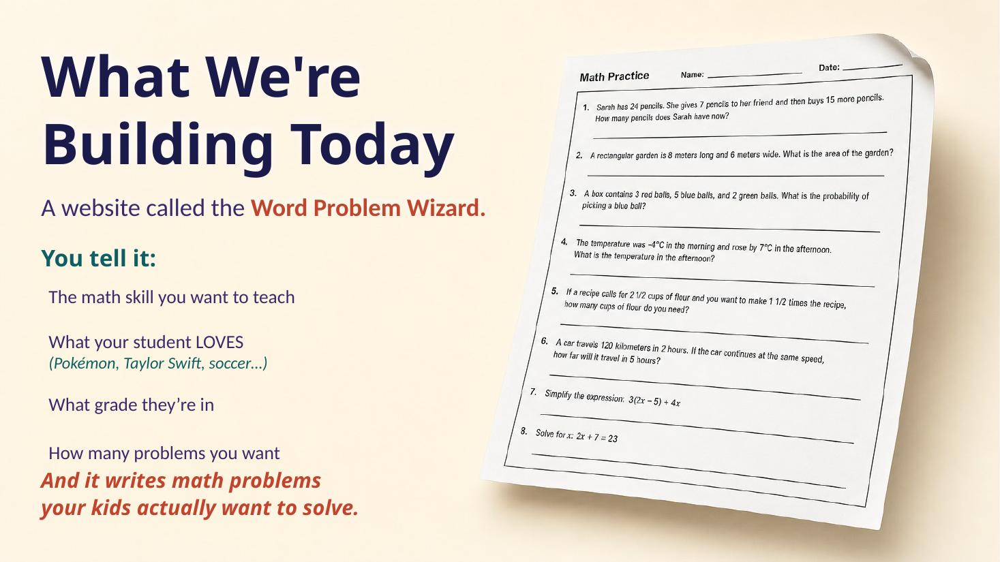 What We're
Building Today
A website called the Word Problem Wizard.
You tell it:
The math skill you want to teach
What your student LOVES
(Pokémon, Taylor Swift, soccer…)
What grade they’re in
How many problems you want
And it writes math problems
your kids actually want to solve.
Math Practice Name: Date:
1. Sarah has 24 pencils. She gives 7 pencils to her friend and then buys 15 more pencils.
How many pencils does Sarah have now?
2. A rectangular garden is 8 meters long and 6 meters wide. What is the area of the garden?
3. A box contains 3 red balls, 5 blue balls, and 2 green balls. What is the probability of
picking a blue ball?
4. The temperature was –4°C in the morning and rose by 7°C in the afternoon.
What is the temperature in the afternoon?
5. If a recipe calls for 2 1/2 cups of flour and you want to make 1 1/2 times the recipe,
how many cups of flour do you need?
6. A car travels 120 kilometers in 2 hours. If the car continues at the same speed,
how far will it travel in 5 hours?
7. Simplify the expression: 3(2x – 5) + 4x
8. Solve for x: 2x + 7 = 23